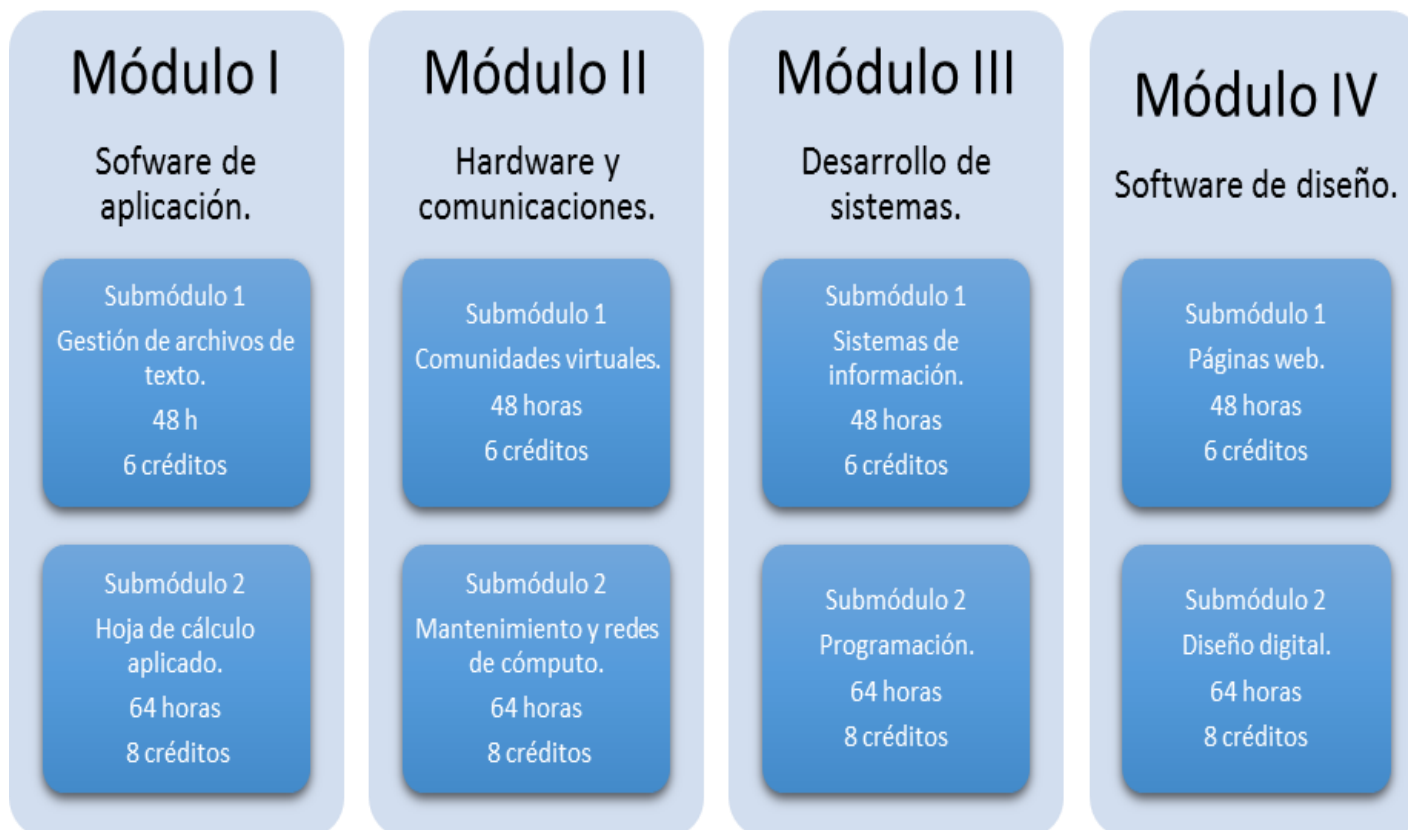 Módulo I
Sofware de
aplicación.
Submódulo 1
Gestión de archivos de
texto.
48 h
6 créditos
Submódulo 2
Hoja de cálculo
aplicado.
64 horas
8 créditos
Módulo II
Hardware y
comunicaciones.
Submódulo 1
Comunidades virtuales.
48 horas
6 créditos
Submódulo 2
Mantenimiento y redes
de cómputo.
64 horas
8 créditos
Módulo III
Desarrollo de
sistemas.
Submódulo 1
Sistemas de
información.
48 horas
6 créditos
Submódulo 2
Programación.
64 horas
8 créditos
Módulo IV
Software de diseño.
Submódulo 1
Páginas web.
48 horas
6 créditos
Submódulo 2
Diseño digital.
64 horas
8 créditos